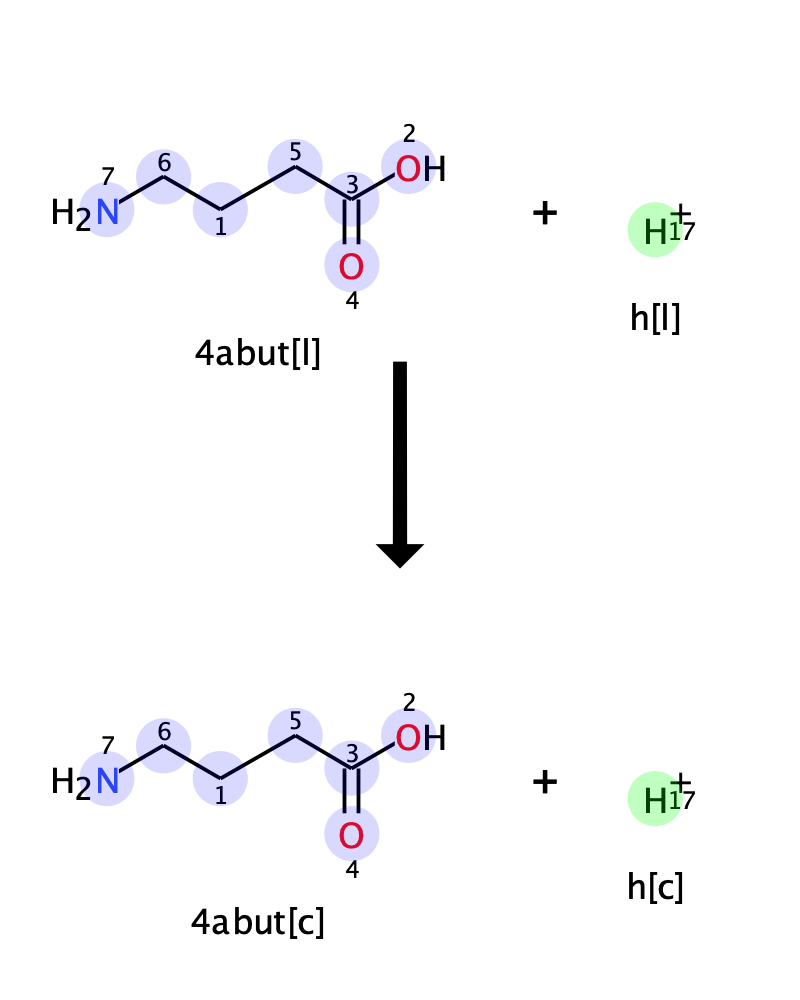 2
7 6 5
H₂N 3 OH + H⁺17
1
O
4
h[l]
4abut[l]
2
7 6 5
H₂N 3 OH + H⁺17
1
O
4
h[c]
4abut[c]